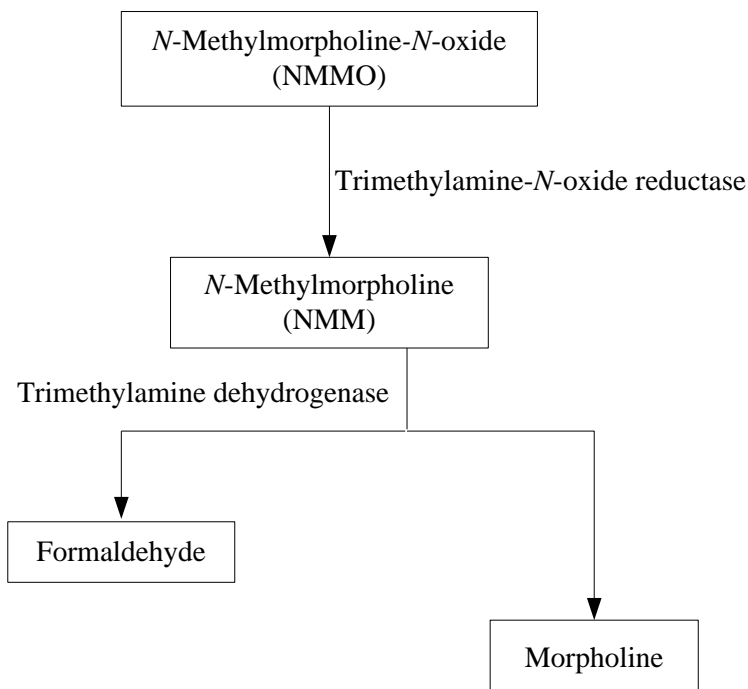 N-Methylmorpholine-N-oxide
(NMMO)
Trimethylamine-N-oxide reductase
N-Methylmorpholine
(NMM)
Trimethylamine dehydrogenase
Formaldehyde
Morpholine